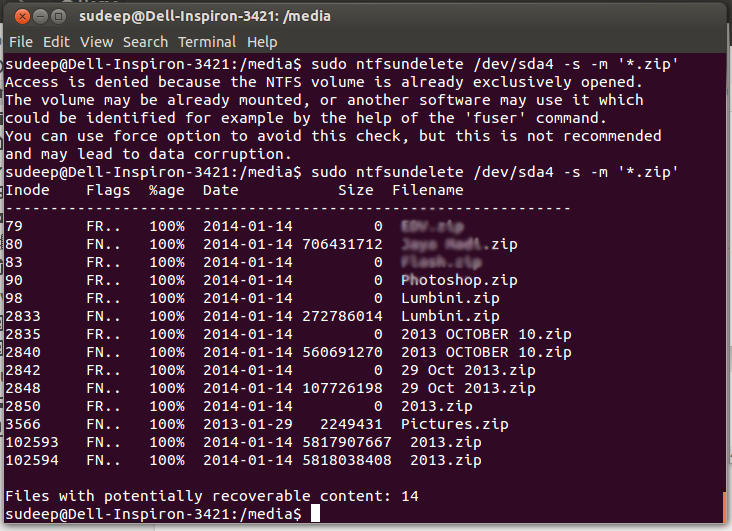 sudeep@Dell-Inspiron-3421: /media
File Edit View Search Terminal Help
sudeep@Dell-Inspiron-3421:/media$ sudo ntfsundelete /dev/sda4 -s -m '*.zip'
Access is denied because the NTFS volume is already exclusively opened.
The volume may be already mounted, or another software may use it which
could be identified for example by the help of the 'fuser' command.
You can use force option to avoid this check, but this is not recommended
and may lead to data corruption.
sudeep@Dell-Inspiron-3421:/media$ sudo ntfsundelete /dev/sda4 -s -m '*.zip'
Inode    Flags  %age  Date           Size  Filename
---------------------------------------------------------------
79       FR..   100%  2014-01-14         0
80       FN..   100%  2014-01-14 706431712  .zip
83       FR..   100%  2014-01-14         0
90       FR..   100%  2014-01-14         0  Photoshop.zip
98       FR..   100%  2014-01-14         0  Lumbini.zip
2833     FN..   100%  2014-01-14 272786014  Lumbini.zip
2835     FR..   100%  2014-01-14         0  2013 OCTOBER 10.zip
2840     FN..   100%  2014-01-14 560691270  2013 OCTOBER 10.zip
2842     FR..   100%  2014-01-14         0  29 Oct 2013.zip
2848     FN..   100%  2014-01-14 107726198  29 Oct 2013.zip
2850     FR..   100%  2014-01-14         0  2013.zip
3566     FN..   100%  2013-01-29   2249431  Pictures.zip
102593   FN..   100%  2014-01-14 5817907667  2013.zip
102594   FN..   100%  2014-01-14 5818038408  2013.zip
Files with potentially recoverable content: 14
sudeep@Dell-Inspiron-3421:/media$